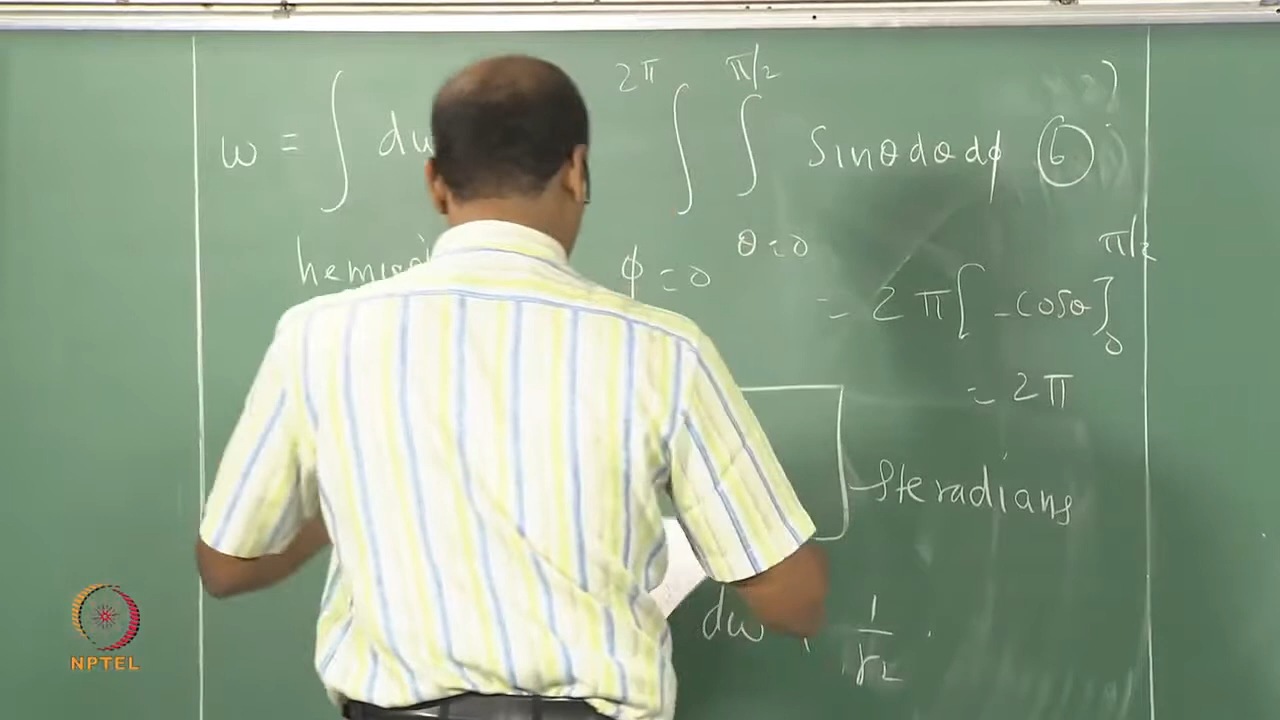 2π π/2
ω = ∫ dω ∫ ∫ Sinθ dθ dϕ ⑥
ϕ = 0 θ = 0
= 2π[-cosθ]₀^π/2
= 2π
Steradians
dω 1/r²
NPTEL